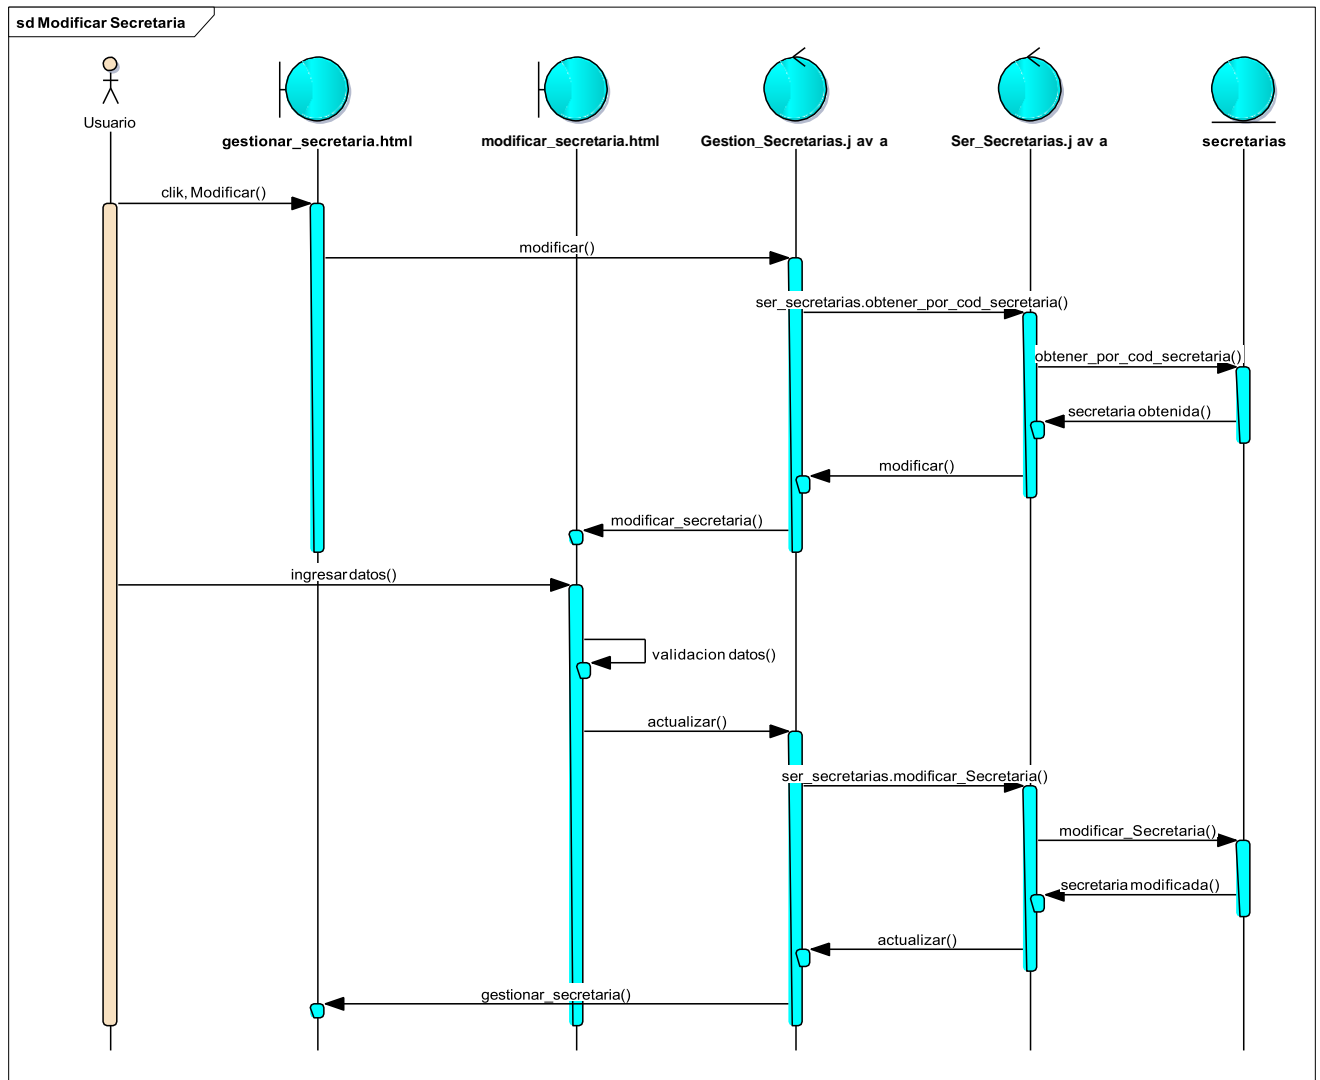 sd Modificar Secretaria
Usuario
gestionar_secretaria.html
modificar_secretaria.html
Gestion_Secretarias.j av a
Ser_Secretarias.j av a
secretarias
clik, Modificar()
modificar()
ser_secretarias.obtener_por_cod_secretaria()
obtener_por_cod_secretaria()
secretaria obtenida()
modificar()
modificar_secretaria()
ingresar datos()
validacion datos()
actualizar()
ser_secretarias.modificar_Secretaria()
modificar_Secretaria()
secretaria modificada()
actualizar()
gestionar_secretaria()